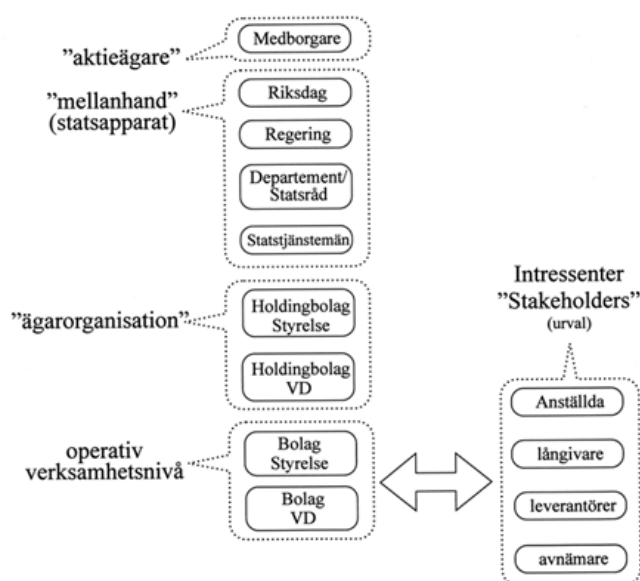 Medborgare
"aktieägare"
"mellanhand"
(statsapparat)
Riksdag
Regering
Departement/
Statsråd
Statstjänstemän
"ägarorganisation"
Holdingbolag
Styrelse
Holdingbolag
VD
operativ
verksamhetsnivå
Bolag
Styrelse
Bolag
VD
Intressenter
"Stakeholders"
(urval)
Anställda
långivare
leverantörer
avnämare